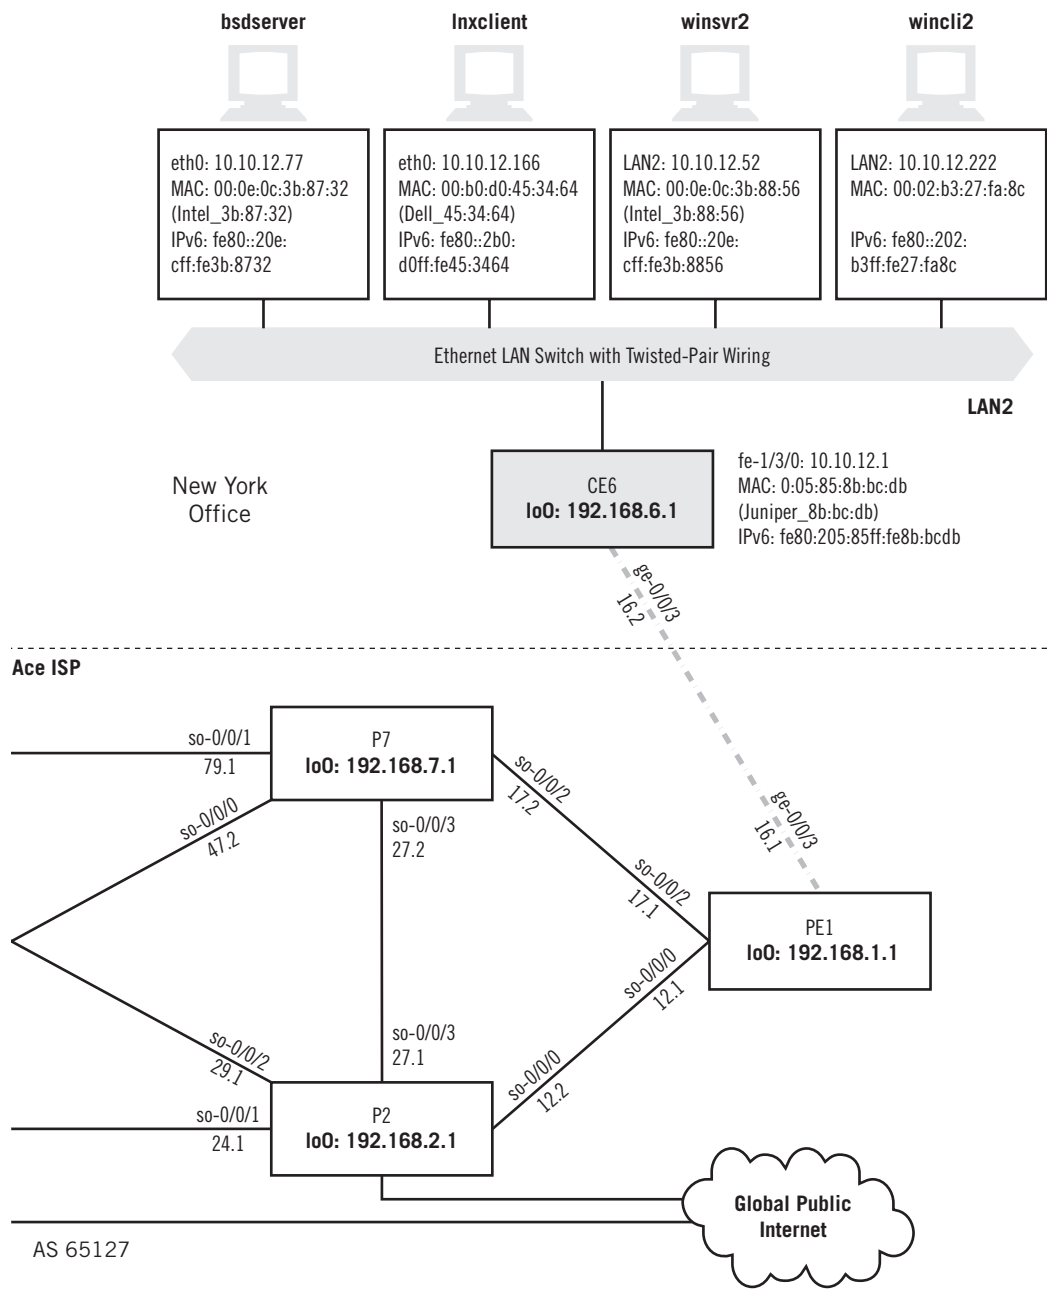 bsdserver
lnxclient
winsvr2
wincli2
eth0: 10.10.12.77
MAC: 00:0e:0c:3b:87:32
(Intel_3b:87:32)
IPv6: fe80::20e:
cff:fe3b:8732
eth0: 10.10.12.166
MAC: 00:b0:d0:45:34:64
(Dell_45:34:64)
IPv6: fe80::2b0:
d0ff:fe45:3464
LAN2: 10.10.12.52
MAC: 00:0e:0c:3b:88:56
(Intel_3b:88:56)
IPv6: fe80::20e:
cff:fe3b:8856
LAN2: 10.10.12.222
MAC: 00:02:b3:27:fa:8c
IPv6: fe80::202:
b3ff:fe27:fa8c
Ethernet LAN Switch with Twisted-Pair Wiring
LAN2
New York
Office
CE6
lo0: 192.168.6.1
fe-1/3/0: 10.10.12.1
MAC: 0:05:85:8b:bc:db
(Juniper_8b:bc:db)
IPv6: fe80:205:85ff:fe8b:bcdb
ge-0/0/3
16.2
Ace ISP
so-0/0/1
79.1
P7
lo0: 192.168.7.1
so-0/0/2
17.2
ge-0/0/3
16.1
so-0/0/0
47.2
so-0/0/3
27.2
so-0/0/2
17.1
PE1
lo0: 192.168.1.1
so-0/0/0
12.1
so-0/0/2
29.1
so-0/0/3
27.1
so-0/0/0
12.2
so-0/0/1
24.1
P2
lo0: 192.168.2.1
Global Public
Internet
AS 65127